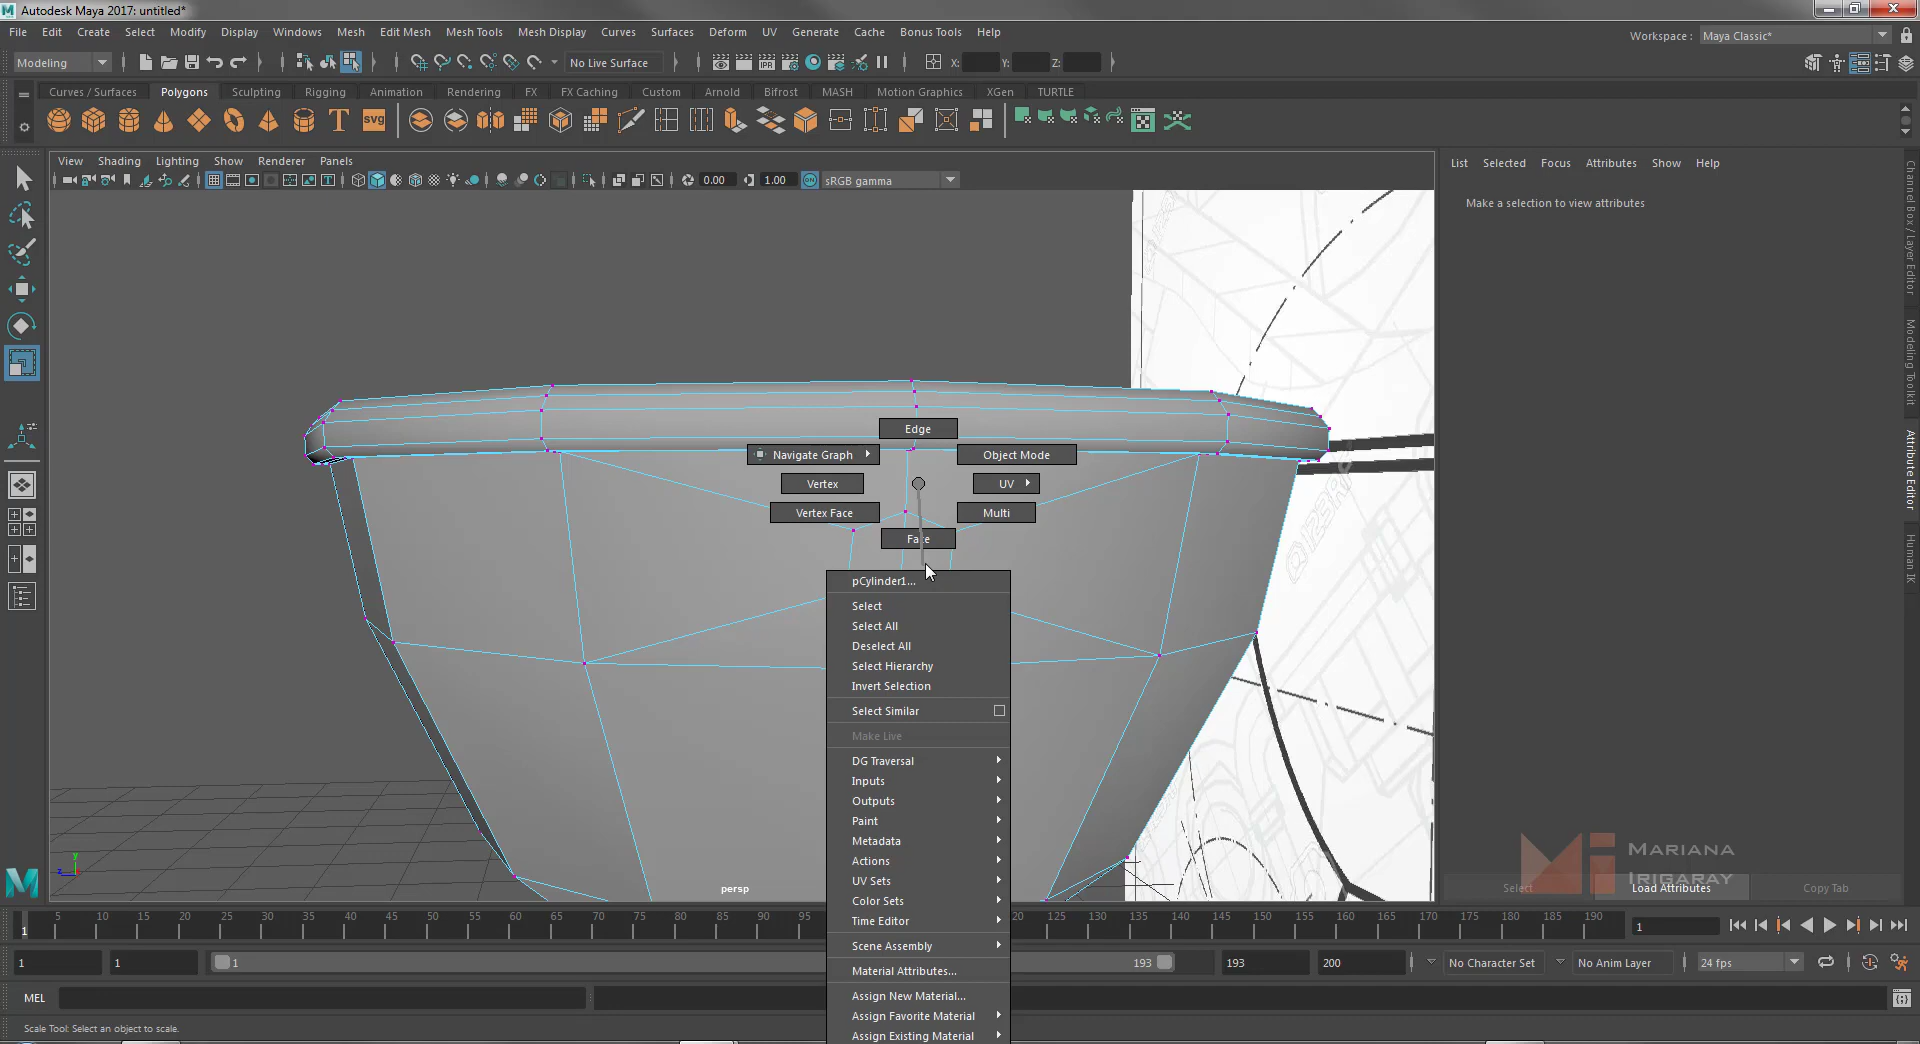 Autodesk Maya 2017: untitled*
File Edit Create Select Modify Display Windows Mesh Edit Mesh Mesh Tools Mesh Display Curves Surfaces Deform UV Generate Cache Bonus Tools Help
Workspace : Maya Classic*
Modeling No Live Surface X: Y: Z:
Curves / Surfaces Polygons Sculpting Rigging Animation Rendering FX FX Caching Custom Arnold Bifrost MASH Motion Graphics XGen TURTLE
T svg
View Shading Lighting Show Renderer Panels
0.00 1.00 ON sRGB gamma
List Selected Focus Attributes Show Help
Make a selection to view attributes
Channel Box / Layer Editor
Modeling Toolkit
Attribute Editor
Human IK
Edge
Navigate Graph Object Mode
Vertex UV
Vertex Face Multi
Face
pCylinder1...
Select
Select All
Deselect All
Select Hierarchy
Invert Selection
Select Similar
Make Live
DG Traversal
Inputs
Outputs
Paint
Metadata
Actions
UV Sets
Color Sets
Time Editor
Scene Assembly
Material Attributes...
Assign New Material...
Assign Favorite Material
Assign Existing Material
©123RF
y
z
persp
MARIANA
IRIGARAY
Select Load Attributes Copy Tab
5 10 15 20 25 30 35 40 45 50 55 60 65 70 75 80 85 90 95 20 125 130 135 140 145 150 155 160 165 170 175 180 185 190
1 1
1 1 1 193 193 200 No Character Set No Anim Layer 24 fps
MEL
Scale Tool: Select an object to scale.